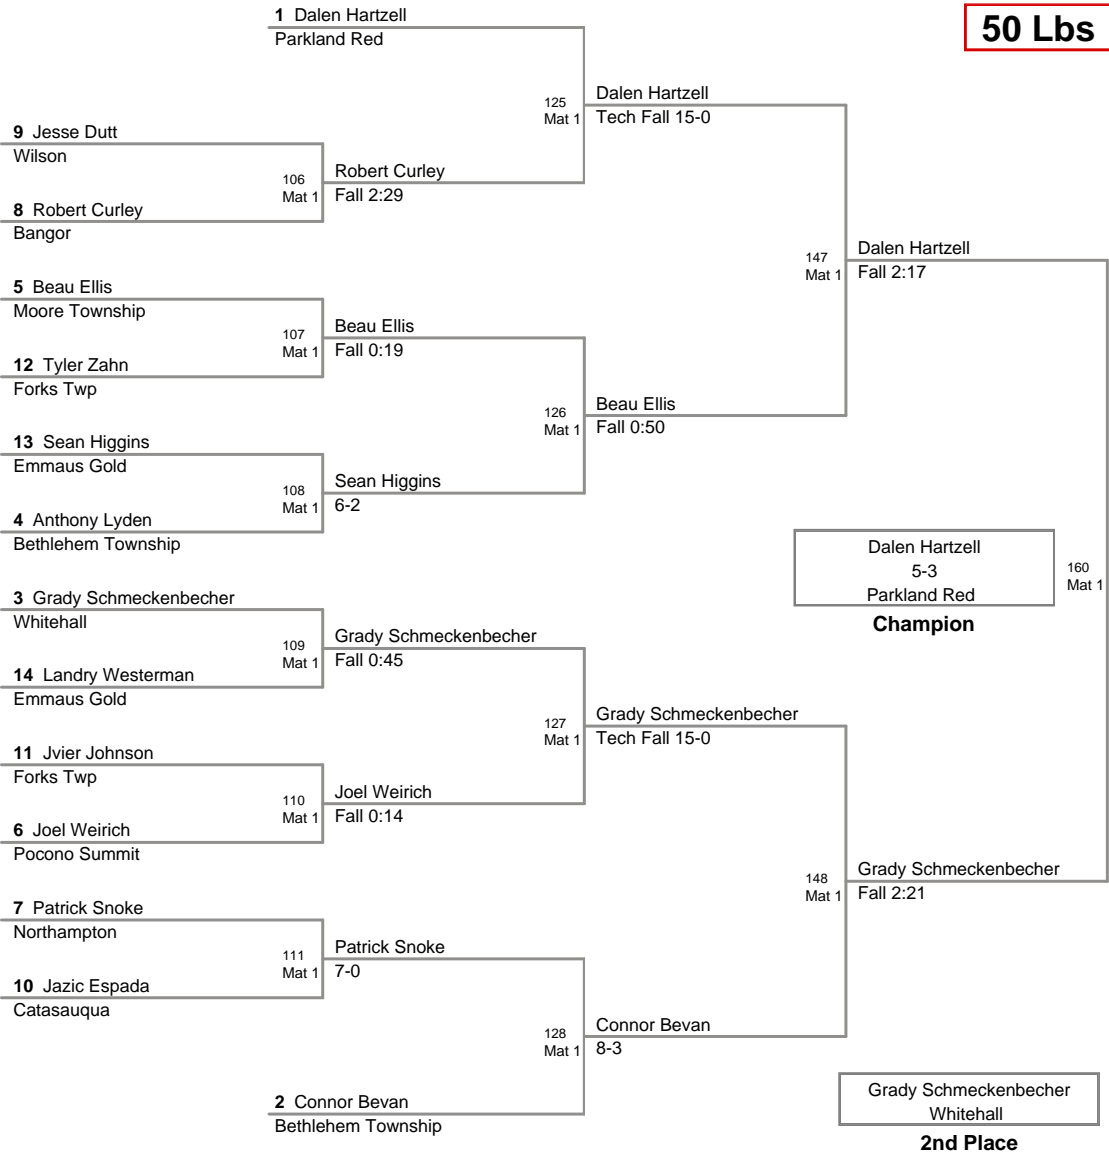 1 Dalen Hartzell
Parkland Red
50 Lbs
125
Mat 1
Dalen Hartzell
Tech Fall 15-0
9 Jesse Dutt
Wilson
106
Mat 1
Robert Curley
Fall 2:29
8 Robert Curley
Bangor
147
Mat 1
Dalen Hartzell
Fall 2:17
5 Beau Ellis
Moore Township
107
Mat 1
Beau Ellis
Fall 0:19
12 Tyler Zahn
Forks Twp
126
Mat 1
Beau Ellis
Fall 0:50
13 Sean Higgins
Emmaus Gold
108
Mat 1
Sean Higgins
6-2
4 Anthony Lyden
Bethlehem Township
Dalen Hartzell
5-3
Parkland Red
Champion
160
Mat 1
3 Grady Schmeckenbecher
Whitehall
109
Mat 1
Grady Schmeckenbecher
Fall 0:45
14 Landry Westerman
Emmaus Gold
127
Mat 1
Grady Schmeckenbecher
Tech Fall 15-0
11 Jvier Johnson
Forks Twp
110
Mat 1
Joel Weirich
Fall 0:14
6 Joel Weirich
Pocono Summit
148
Mat 1
Grady Schmeckenbecher
Fall 2:21
7 Patrick Snoke
Northampton
111
Mat 1
Patrick Snoke
7-0
10 Jazic Espada
Catasauqua
128
Mat 1
Connor Bevan
8-3
2 Connor Bevan
Bethlehem Township
Grady Schmeckenbecher
Whitehall
2nd Place